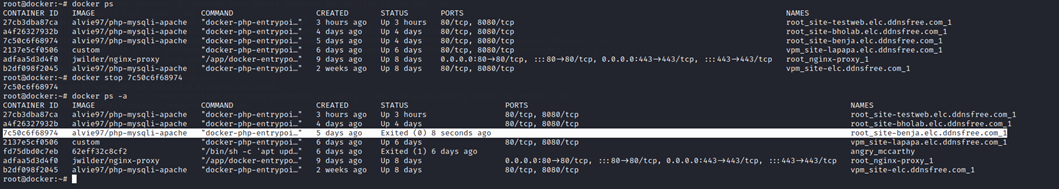 root@docker:~# docker ps
CONTAINER ID   IMAGE   COMMAND   CREATED   STATUS   PORTS   NAMES
27cb3dba87ca   alvie97/php-mysqli-apache   "docker-php-entrypoi…"   3 hours ago   Up 3 hours   80/tcp, 8080/tcp   root_site-testweb.elc.ddnsfree.com_1
a4f26327932b   alvie97/php-mysqli-apache   "docker-php-entrypoi…"   4 days ago   Up 4 days   80/tcp, 8080/tcp   root_site-bholab.elc.ddnsfree.com_1
7c50c6f68974   alvie97/php-mysqli-apache   "docker-php-entrypoi…"   5 days ago   Up 5 days   80/tcp, 8080/tcp   root_site-benja.elc.ddnsfree.com_1
2137e5cf0506   custom   "docker-php-entrypoi…"   6 days ago   Up 6 days   80/tcp, 8080/tcp   vpm_site-lapapa.elc.ddnsfree.com_1
adfaa5d3d4f0   jwilder/nginx-proxy   "/app/docker-entrypo…"   9 days ago   Up 8 days   0.0.0.0:80→80/tcp, :::80→80/tcp, 0.0.0.0:443→443/tcp, :::443→443/tcp   root_nginx-proxy_1
b2df098f2045   alvie97/php-mysqli-apache   "docker-php-entrypoi…"   2 weeks ago   Up 8 days   80/tcp, 8080/tcp   vpm_site-elc.ddnsfree.com_1
root@docker:~# docker stop 7c50c6f68974
7c50c6f68974
root@docker:~# docker ps -a
CONTAINER ID   IMAGE   COMMAND   CREATED   STATUS   PORTS   NAMES
27cb3dba87ca   alvie97/php-mysqli-apache   "docker-php-entrypoi…"   3 hours ago   Up 3 hours   80/tcp, 8080/tcp   root_site-testweb.elc.ddnsfree.com_1
a4f26327932b   alvie97/php-mysqli-apache   "docker-php-entrypoi…"   4 days ago   Up 4 days   80/tcp, 8080/tcp   root_site-bholab.elc.ddnsfree.com_1
7c50c6f68974   alvie97/php-mysqli-apache   "docker-php-entrypoi…"   5 days ago   Exited (0) 8 seconds ago   root_site-benja.elc.ddnsfree.com_1
2137e5cf0506   custom   "docker-php-entrypoi…"   6 days ago   Up 6 days   80/tcp, 8080/tcp   vpm_site-lapapa.elc.ddnsfree.com_1
fd75dbd0c7eb   62eff32c8cf2   "/bin/sh -c 'apt upd…"   6 days ago   Exited (1) 6 days ago   angry_mccarthy
adfaa5d3d4f0   jwilder/nginx-proxy   "/app/docker-entrypo…"   9 days ago   Up 8 days   0.0.0.0:80→80/tcp, :::80→80/tcp, 0.0.0.0:443→443/tcp, :::443→443/tcp   root_nginx-proxy_1
b2df098f2045   alvie97/php-mysqli-apache   "docker-php-entrypoi…"   2 weeks ago   Up 8 days   80/tcp, 8080/tcp   vpm_site-elc.ddnsfree.com_1
root@docker:~#